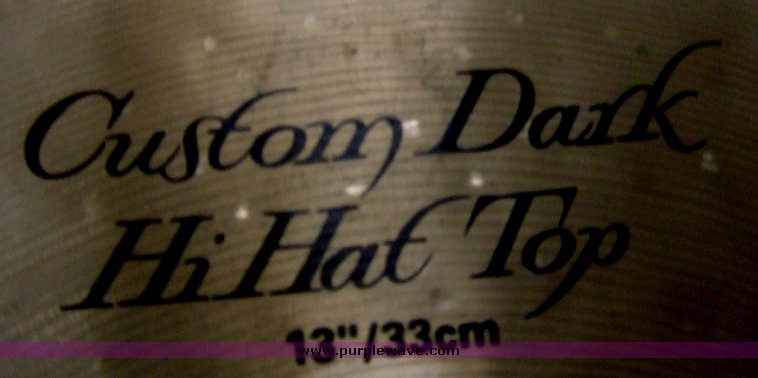 Custom Dark
Hi Hat Top
13"/33cm
www.purplewave.com